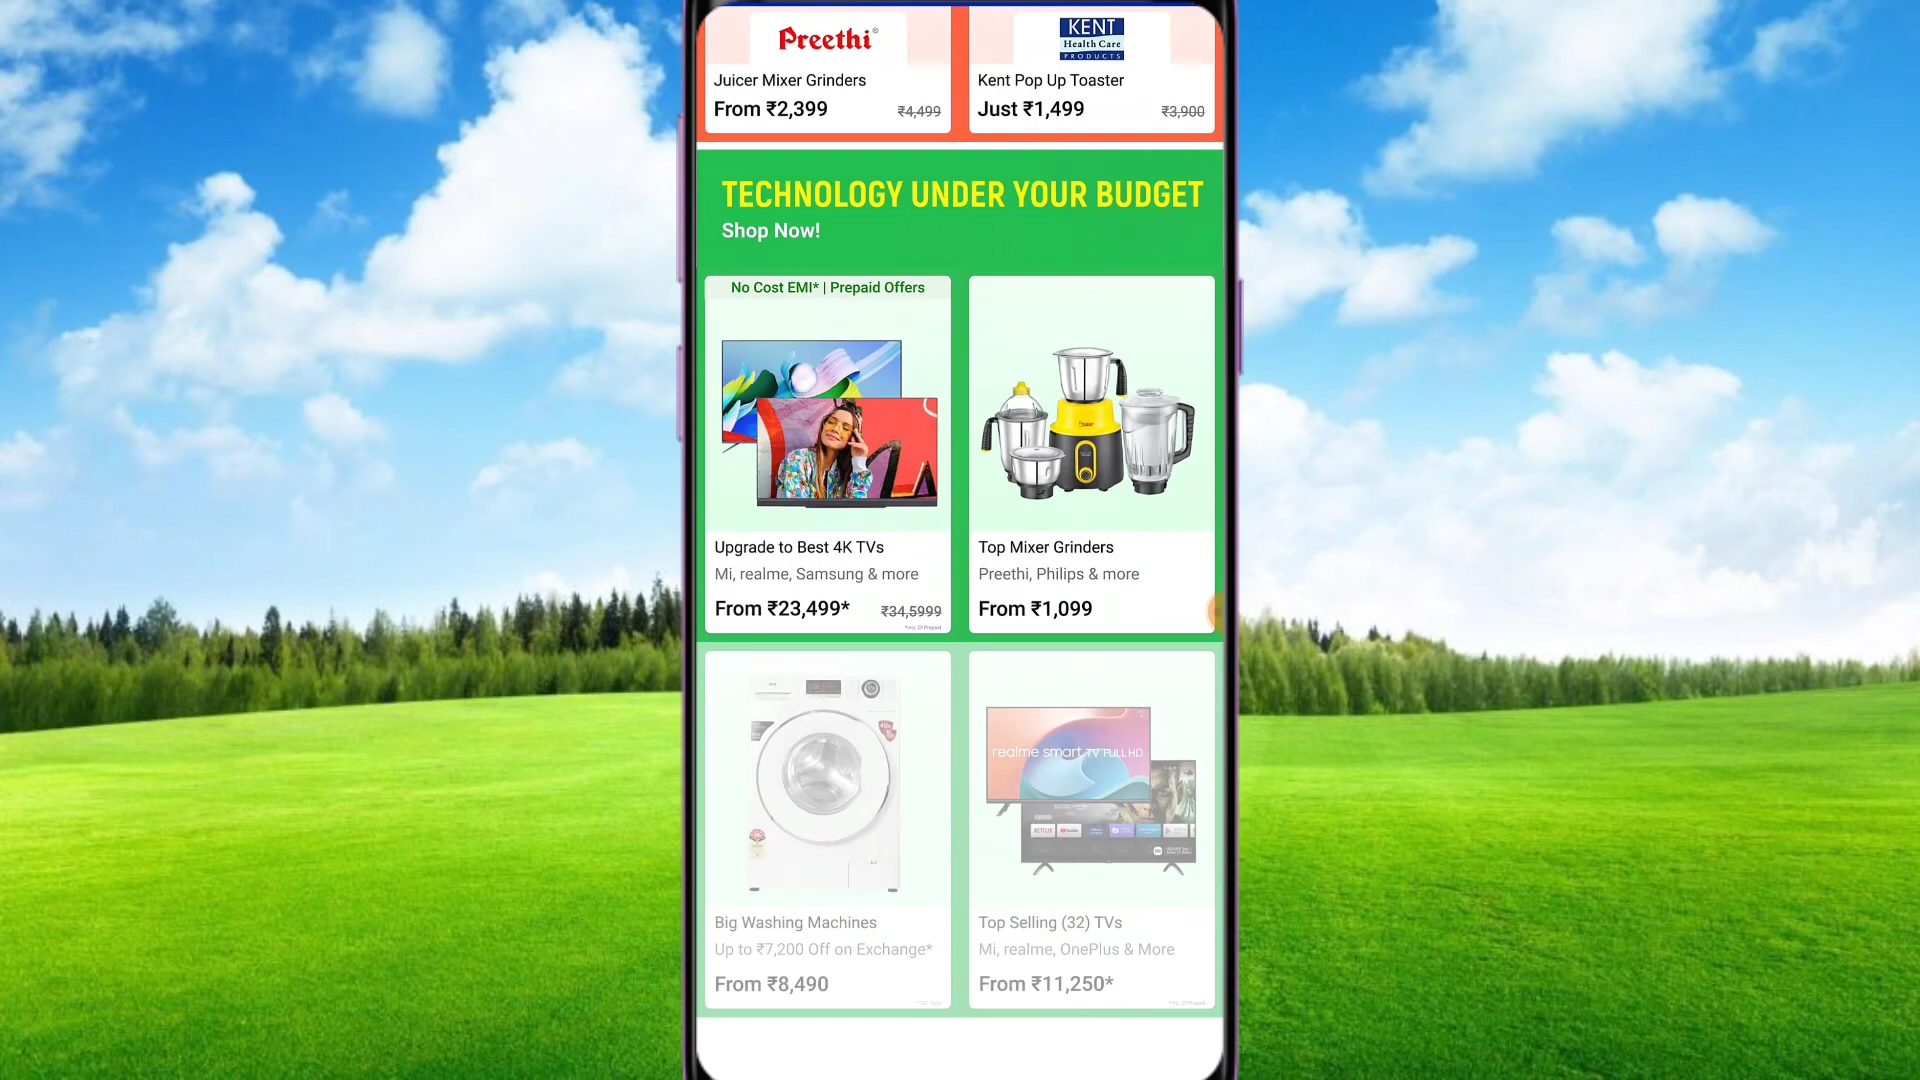 Preethi
KENT
Health Care
PRODUCTS
Juicer Mixer Grinders
From ₹2,399 ₹4,499
Kent Pop Up Toaster
Just ₹1,499 ₹3,900
TECHNOLOGY UNDER YOUR BUDGET
Shop Now!
No Cost EMI* | Prepaid Offers
Upgrade to Best 4K TVs
Mi, realme, Samsung & more
From ₹23,499* ₹34,5999
Top Mixer Grinders
Preethi, Philips & more
From ₹1,099
Big Washing Machines
Up to ₹7,200 Off on Exchange*
From ₹8,490
realme smart TV FULL HD
NETFLIX
Top Selling (32) TVs
Mi, realme, OnePlus & More
From ₹11,250*